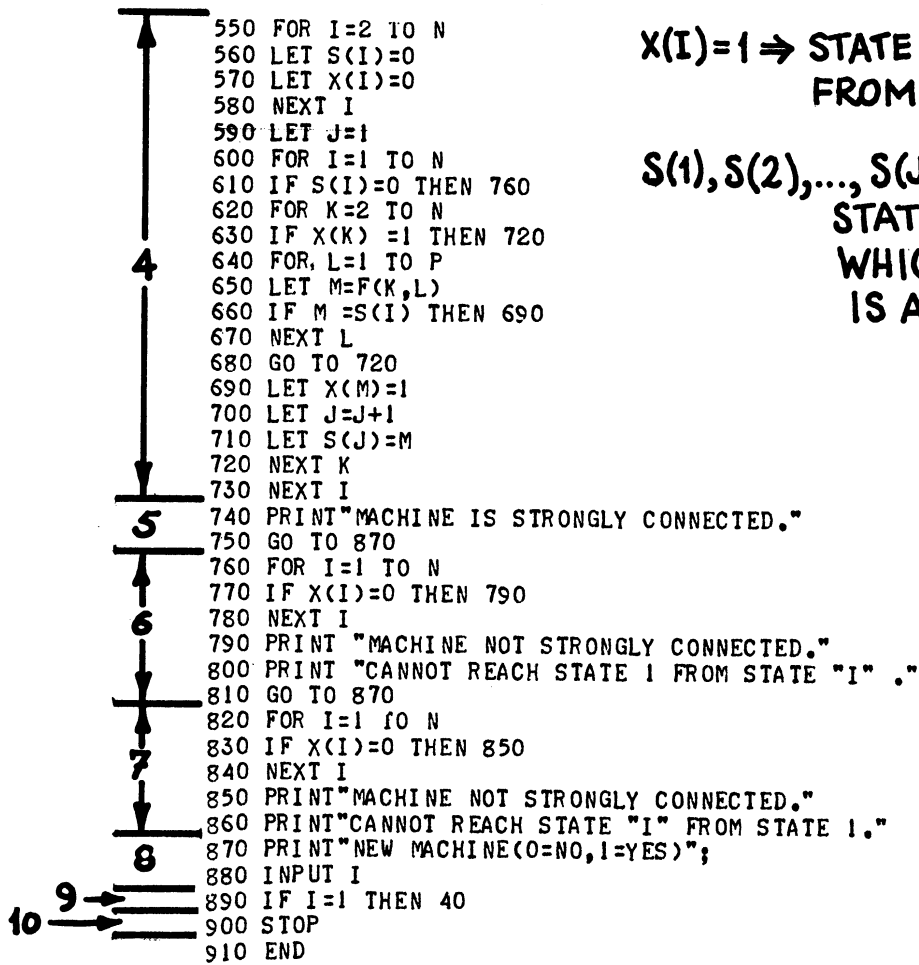 550 FOR I=2 TO N
560 LET S(I)=0
570 LET X(I)=0
580 NEXT I
590 LET J=1
600 FOR I=1 TO N
610 IF S(I)=0 THEN 760
620 FOR K=2 TO N
630 IF X(K) =1 THEN 720
640 FOR, L=1 TO P
650 LET M=F(K,L)
660 IF M =S(I) THEN 690
670 NEXT L
680 GO TO 720
690 LET X(M)=1
700 LET J=J+1
710 LET S(J)=M
720 NEXT K
730 NEXT I
740 PRINT"MACHINE IS STRONGLY CONNECTED."
750 GO TO 870
760 FOR I=1 TO N
770 IF X(I)=0 THEN 790
780 NEXT I
790 PRINT "MACHINE NOT STRONGLY CONNECTED."
800 PRINT "CANNOT REACH STATE 1 FROM STATE "I" ."
810 GO TO 870
820 FOR I=1 TO N
830 IF X(I)=0 THEN 850
840 NEXT I
850 PRINT"MACHINE NOT STRONGLY CONNECTED."
860 PRINT"CANNOT REACH STATE "I" FROM STATE 1."
870 PRINT"NEW MACHINE(0=NO,1=YES)";
880 INPUT I
890 IF I=1 THEN 40
900 STOP
910 END
4
5
6
7
8
9
10
X(I)=1 ⇒ STATE
FROM
S(1), S(2),..., S(J
STAT
WHIC
IS A